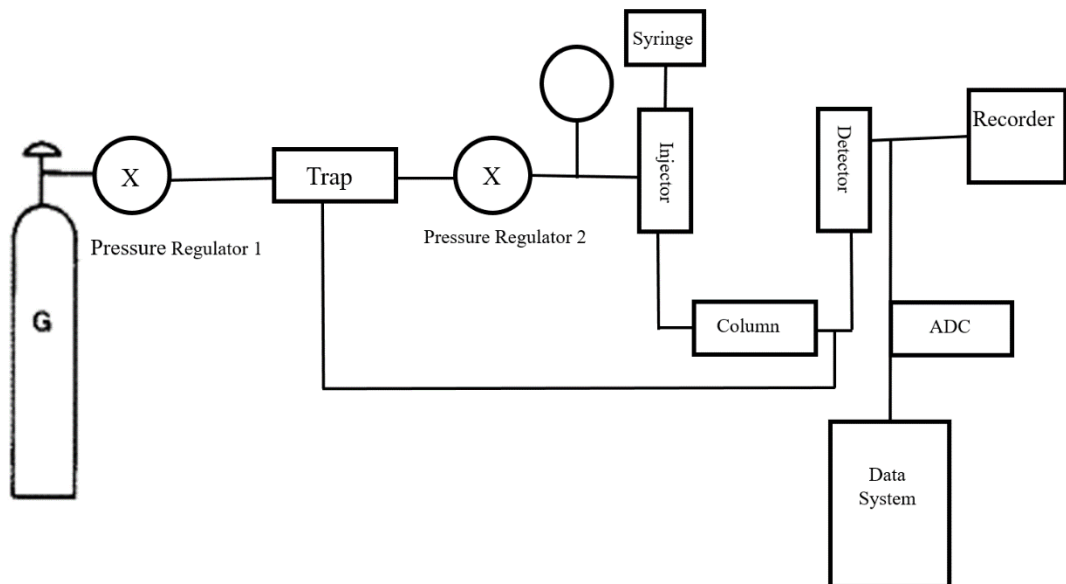 Syringe
Recorder
Injector
Detector
X
Trap
X
Pressure Regulator 1
Pressure Regulator 2
G
Column
ADC
Data
System